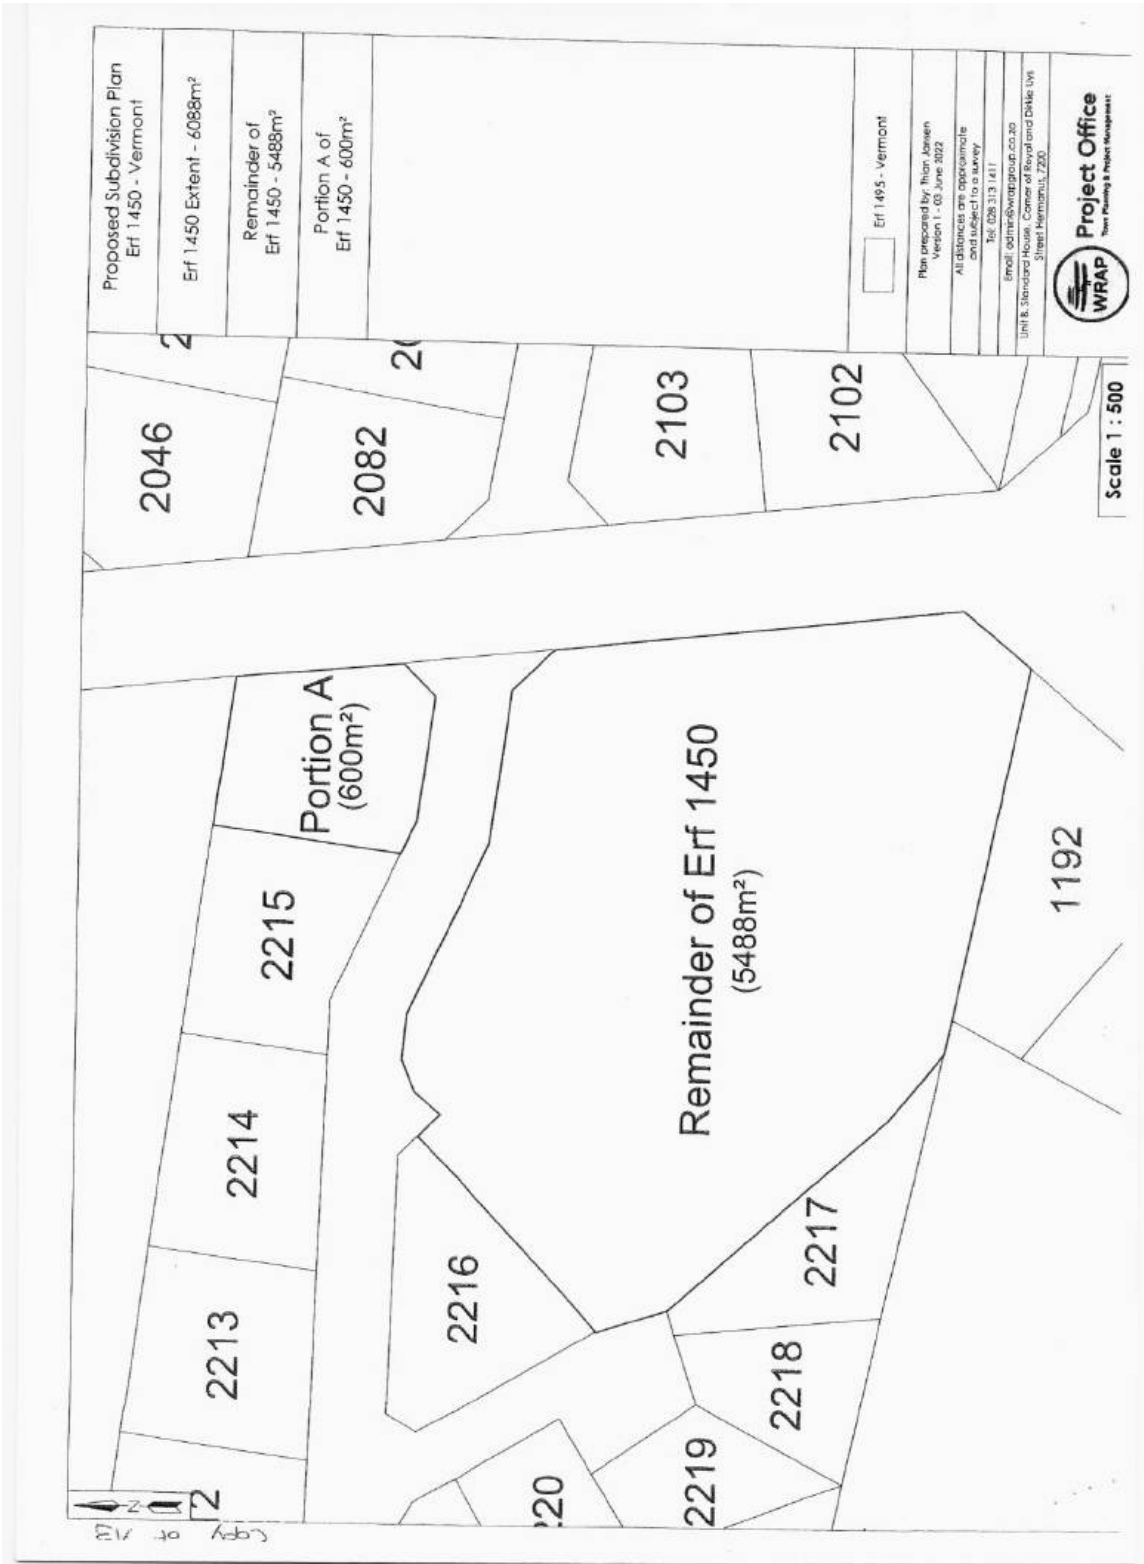 Proposed Subdivision Plan
Erf 1450 - Vermont
Erf 1450 Extent - 6088m²
Remainder of
Erf 1450 - 5488m²
Portion A of
Erf 1450 - 600m²
Erf 1495 - Vermont
Plan prepared by: Thian Jansen
Version 1 - 03 June 2022
All distances are approximate
and subject to a survey
Tel: 028 313 1411
Email: admin@wrapgroup.co.za
Unit B, Standard House, Corner of Royal and Dirkie Uys
Street Hermanus, 7200
WRAP
Project Office
Town Planning & Project Management
Scale 1 : 500
2046
2
2082
20
2103
2102
Portion A
(600m²)
2215
2214
2213
2
Remainder of Erf 1450
(5488m²)
1192
2216
2217
2218
2219
220
N
Copy of